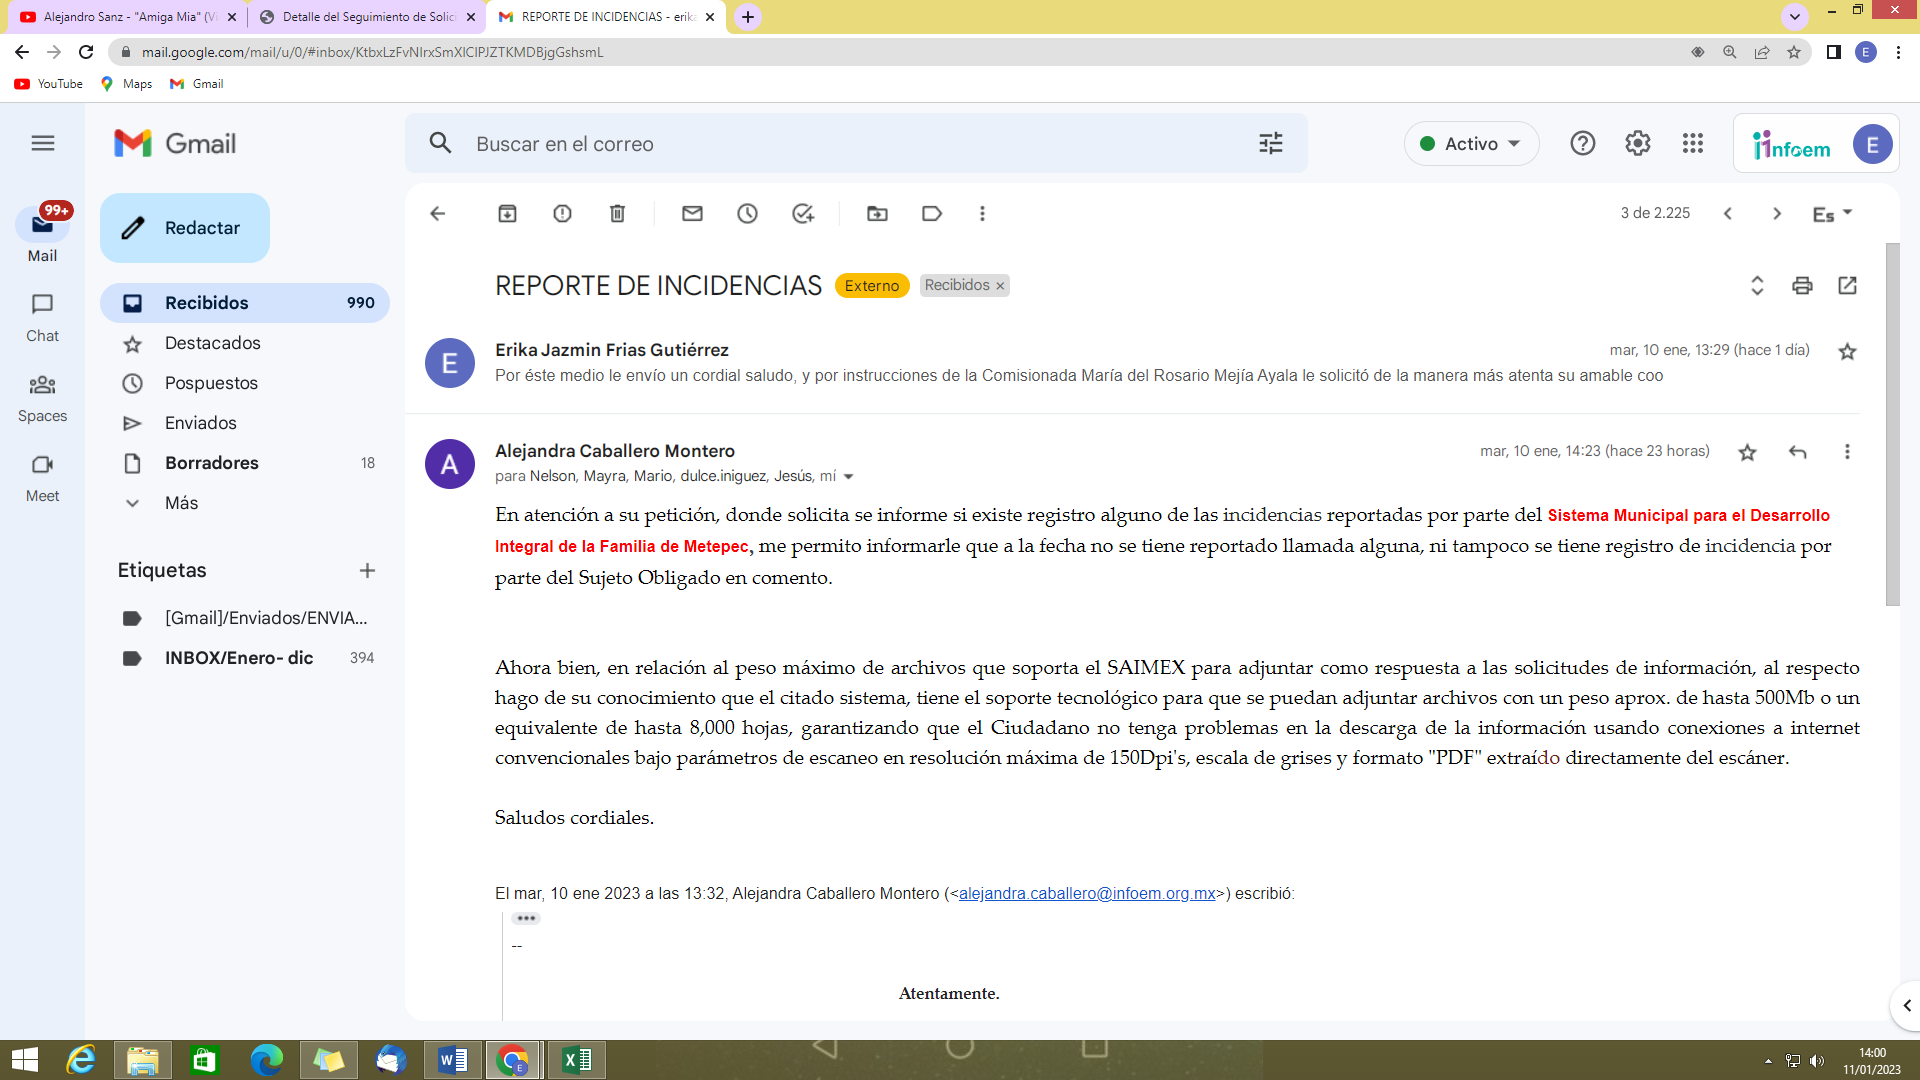 Alejandro Sanz - "Amiga Mia" (Vi
Detalle del Seguimiento de Solici
REPORTE DE INCIDENCIAS - erika
mail.google.com/mail/u/0/#inbox/KtbxLzFvNIrxSmXlClPJZTKMDBjgGshsmL
E
YouTube
Maps
Gmail
Gmail
Buscar en el correo
Activo
infoem
E
99+
Mail
Chat
Spaces
Meet
Redactar
Recibidos 990
Destacados
Pospuestos
Enviados
Borradores 18
Más
Etiquetas
[Gmail]/Enviados/ENVIA...
INBOX/Enero- dic 394
3 de 2.225
Es
REPORTE DE INCIDENCIAS Externo Recibidos ×
E
Erika Jazmin Frias Gutiérrez mar, 10 ene, 13:29 (hace 1 día)
Por éste medio le envío un cordial saludo, y por instrucciones de la Comisionada María del Rosario Mejía Ayala le solicitó de la manera más atenta su amable coo
A
Alejandra Caballero Montero mar, 10 ene, 14:23 (hace 23 horas)
para Nelson, Mayra, Mario, dulce.iniguez, Jesús, mí
En atención a su petición, donde solicita se informe si existe registro alguno de las incidencias reportadas por parte del Sistema Municipal para el Desarrollo
Integral de la Familia de Metepec, me permito informarle que a la fecha no se tiene reportado llamada alguna, ni tampoco se tiene registro de incidencia por
parte del Sujeto Obligado en comento.
Ahora bien, en relación al peso máximo de archivos que soporta el SAIMEX para adjuntar como respuesta a las solicitudes de información, al respecto
hago de su conocimiento que el citado sistema, tiene el soporte tecnológico para que se puedan adjuntar archivos con un peso aprox. de hasta 500Mb o un
equivalente de hasta 8,000 hojas, garantizando que el Ciudadano no tenga problemas en la descarga de la información usando conexiones a internet
convencionales bajo parámetros de escaneo en resolución máxima de 150Dpi's, escala de grises y formato "PDF" extraído directamente del escáner.
Saludos cordiales.
El mar, 10 ene 2023 a las 13:32, Alejandra Caballero Montero (<alejandra.caballero@infoem.org.mx>) escribió:
--
Atentamente.
14:00
11/01/2023